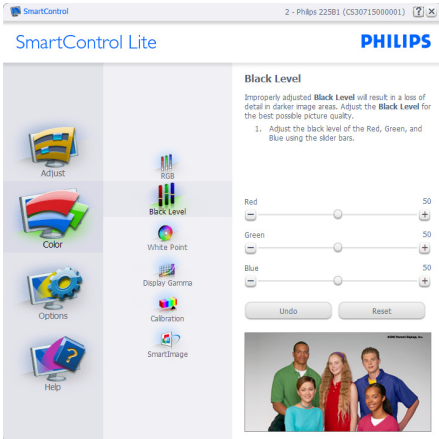 SmartControl
2 - Philips 225B1 (CS30715000001)
?
SmartControl Lite
PHILIPS
Adjust
Color
Options
Help
RGB
Black Level
White Point
Display Gamma
Calibration
SmartImage
Black Level
Improperly adjusted Black Level will result in a loss of
detail in darker image areas. Adjust the Black Level for
the best possible picture quality.
1. Adjust the black level of the Red, Green, and
Blue using the slider bars.
Red 50
Green 50
Blue 50
Undo Reset